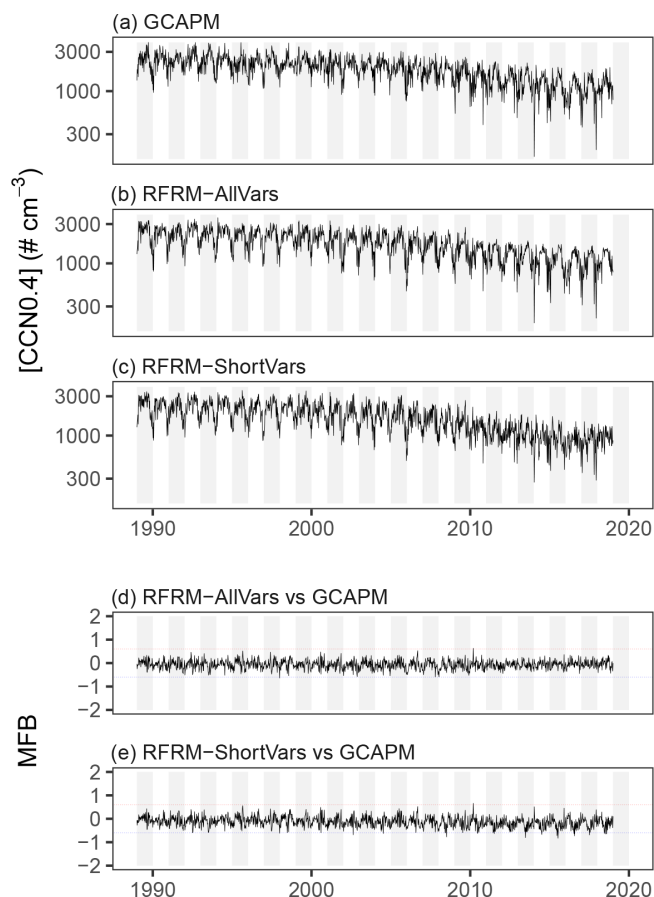 (a) GCAPM
3000
1000
300
(b) RFRM−AllVars
3000
1000
300
(c) RFRM−ShortVars
3000
1000
300
1990 2000 2010 2020
[CCN0.4] (# cm⁻³)
(d) RFRM−AllVars vs GCAPM
2
1
0
−1
−2
(e) RFRM−ShortVars vs GCAPM
2
1
0
−1
−2
1990 2000 2010 2020
MFB